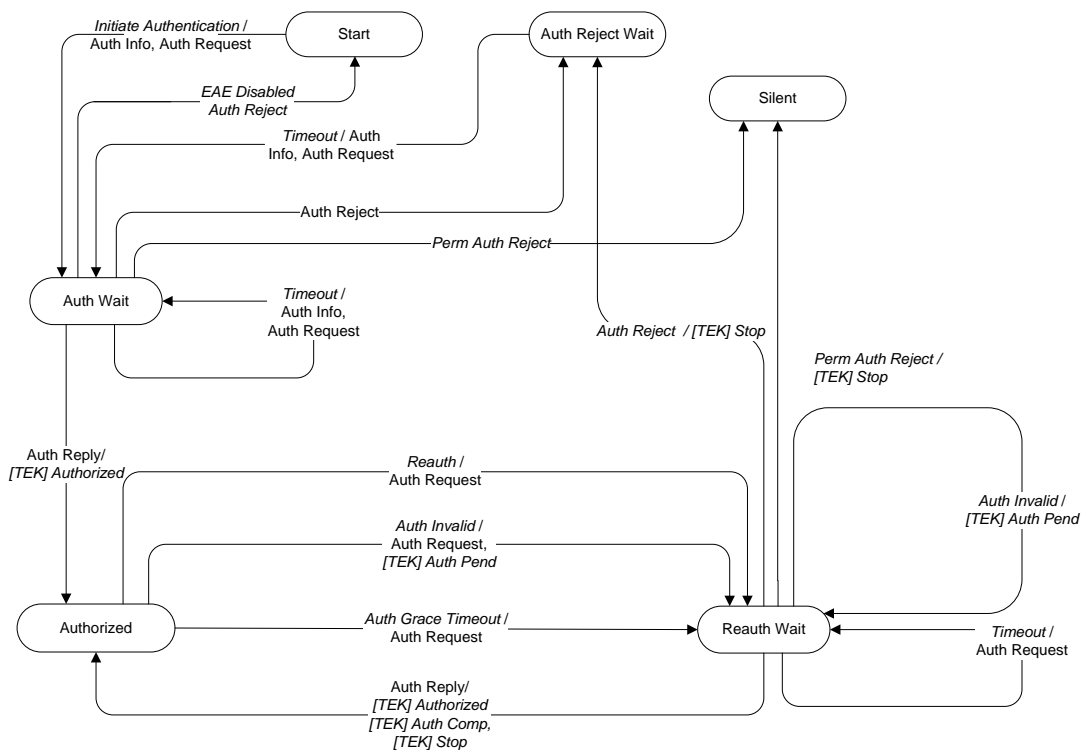 Initiate Authentication /
Auth Info, Auth Request
Start
Auth Reject Wait
EAE Disabled
Auth Reject
Silent
Timeout / Auth
Info, Auth Request
Auth Reject
Perm Auth Reject
Auth Wait
Timeout /
Auth Info,
Auth Request
Auth Reject / [TEK] Stop
Perm Auth Reject /
[TEK] Stop
Auth Reply/
[TEK] Authorized
Reauth /
Auth Request
Auth Invalid /
[TEK] Auth Pend
Auth Invalid /
Auth Request,
[TEK] Auth Pend
Authorized
Auth Grace Timeout /
Auth Request
Reauth Wait
Timeout /
Auth Request
Auth Reply/
[TEK] Authorized
[TEK] Auth Comp,
[TEK] Stop